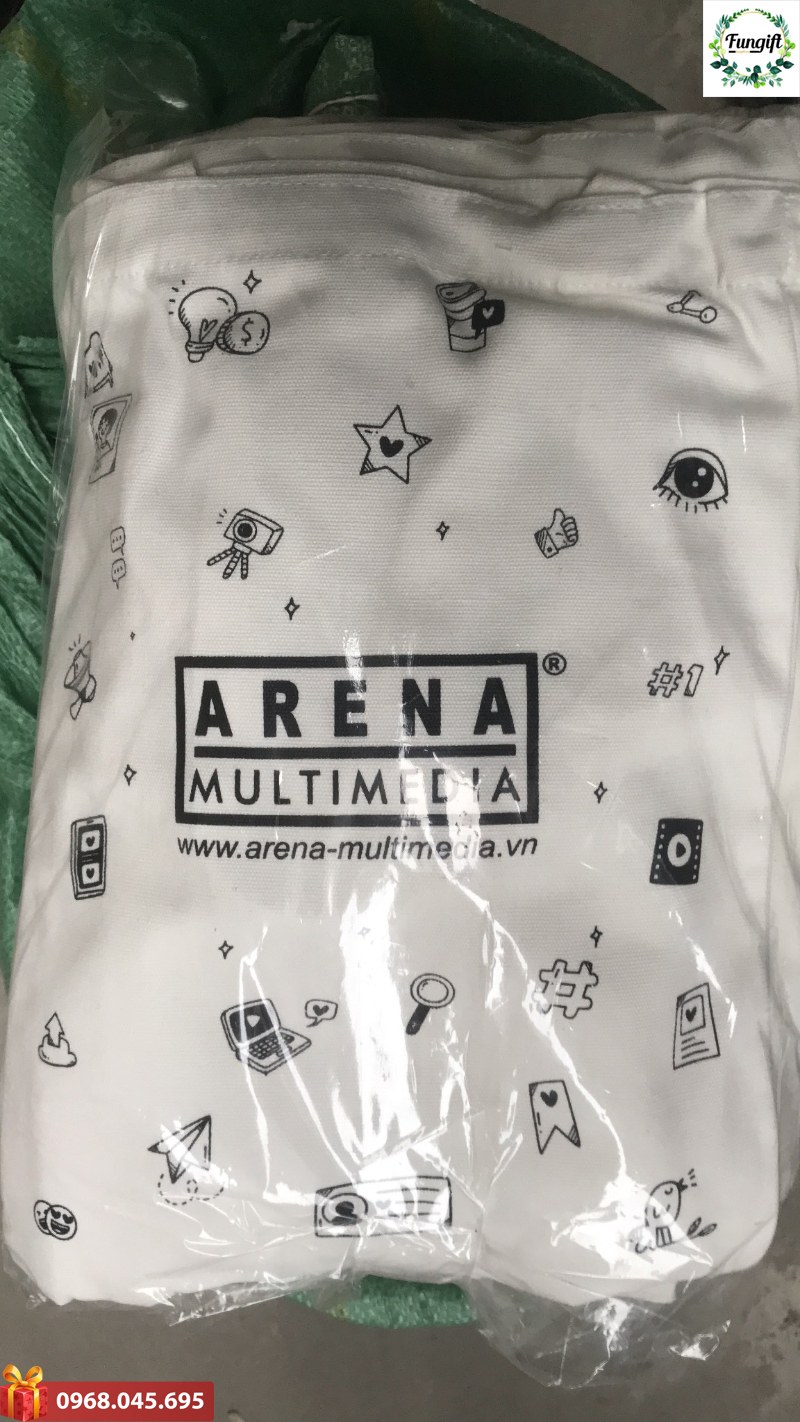 Fungift
$
ARENA®
#1
MULTIMEDIA
www.arena-multimedia.vn
#
0968.045.695